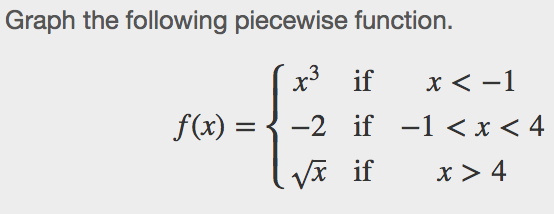 Graph the following piecewise function.
x³ if x < −1
f(x) = { −2 if −1 < x < 4
√x if x > 4